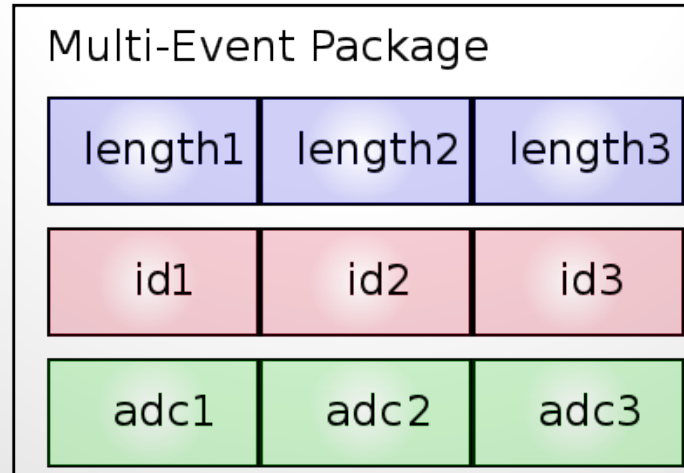 Multi-Event Package
length1 length2 length3
id1 id2 id3
adc1 adc2 adc3